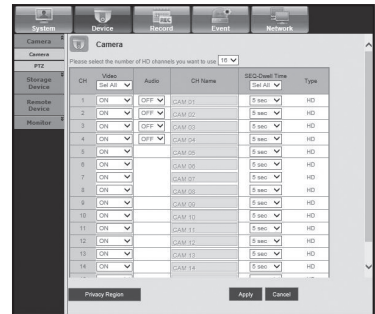 System Device Record Event Network
Camera
Camera
PTZ
Storage Device
Remote Device
Monitor
Camera
Please select the number of HD channels you want to use 16
CH Video Sel All Audio CH Name SEQ-Dwell Time Sel All Type
1 ON OFF CAM 01 5 sec HD
2 ON OFF CAM 02 5 sec HD
3 ON OFF CAM 03 5 sec HD
4 ON OFF CAM 04 5 sec HD
5 ON CAM 05 5 sec HD
6 ON CAM 06 5 sec HD
7 ON CAM 07 5 sec HD
8 ON CAM 08 5 sec HD
9 ON CAM 09 5 sec HD
10 ON CAM 10 5 sec HD
11 ON CAM 11 5 sec HD
12 ON CAM 12 5 sec HD
13 ON CAM 13 5 sec HD
14 ON CAM 14 5 sec HD
Privacy Region Apply Cancel